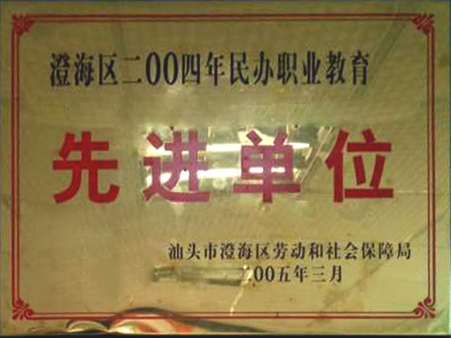 澄海区二00四年民办职业教育
先进单位
汕头市澄海区劳动和社会保障局
二00五年三月